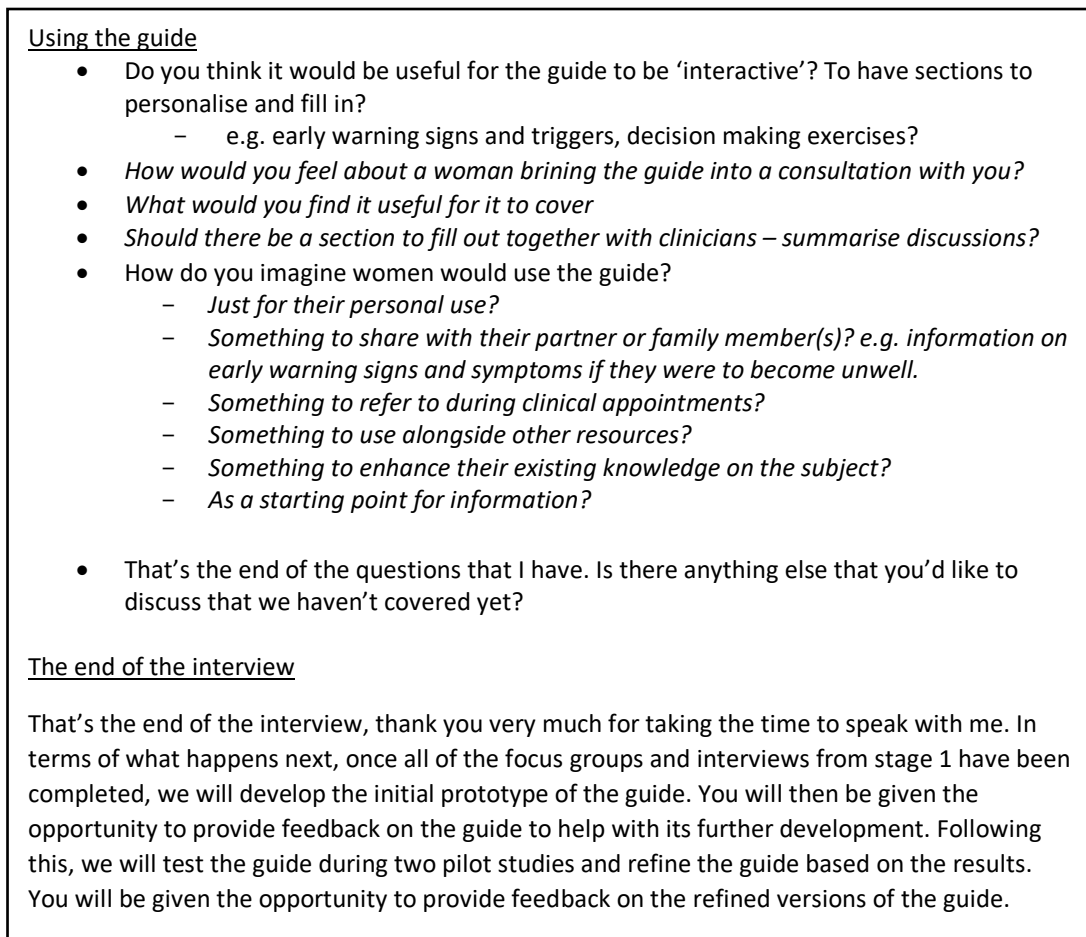 Using the guide
• Do you think it would be useful for the guide to be ‘interactive’? To have sections to
personalise and fill in?
− e.g. early warning signs and triggers, decision making exercises?
• How would you feel about a woman brining the guide into a consultation with you?
• What would you find it useful for it to cover
• Should there be a section to fill out together with clinicians – summarise discussions?
• How do you imagine women would use the guide?
− Just for their personal use?
− Something to share with their partner or family member(s)? e.g. information on
early warning signs and symptoms if they were to become unwell.
− Something to refer to during clinical appointments?
− Something to use alongside other resources?
− Something to enhance their existing knowledge on the subject?
− As a starting point for information?
• That’s the end of the questions that I have. Is there anything else that you’d like to
discuss that we haven’t covered yet?
The end of the interview
That’s the end of the interview, thank you very much for taking the time to speak with me. In
terms of what happens next, once all of the focus groups and interviews from stage 1 have been
completed, we will develop the initial prototype of the guide. You will then be given the
opportunity to provide feedback on the guide to help with its further development. Following
this, we will test the guide during two pilot studies and refine the guide based on the results.
You will be given the opportunity to provide feedback on the refined versions of the guide.